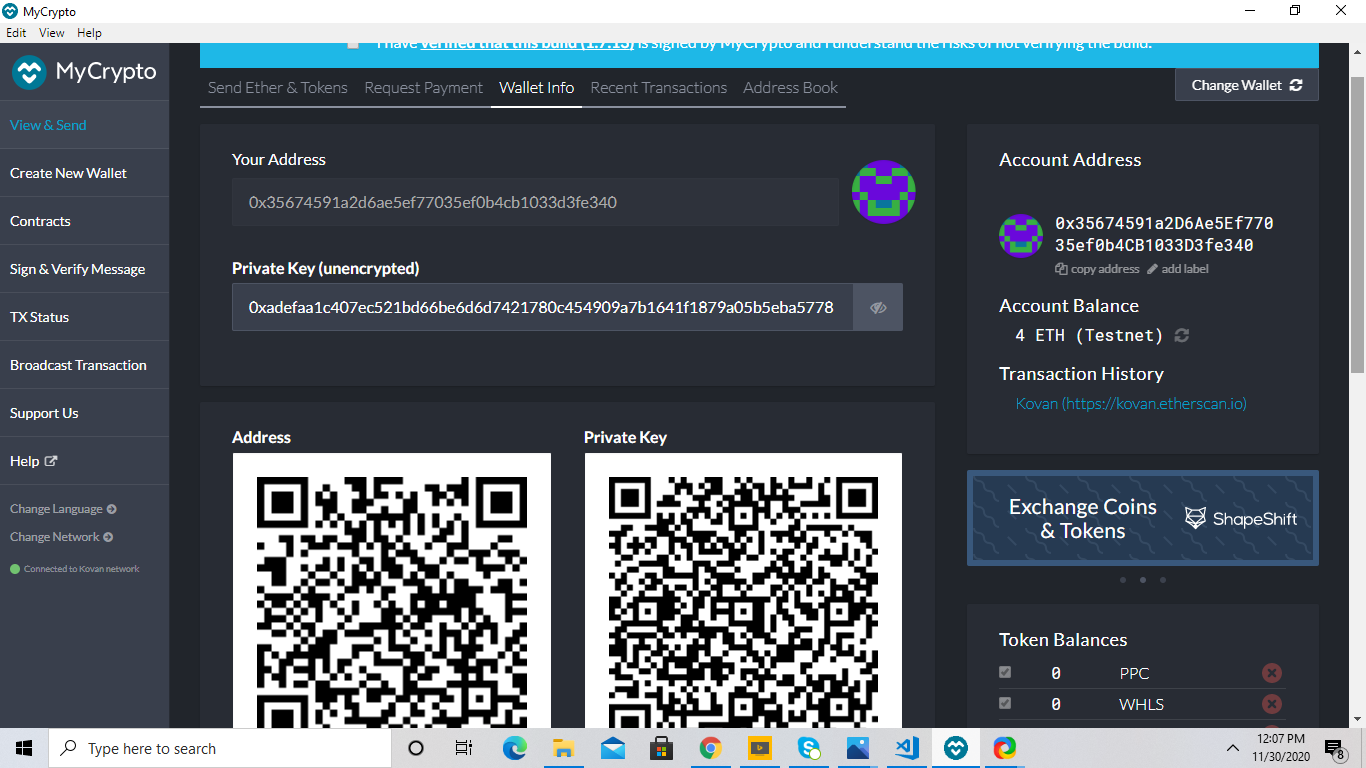 MyCrypto
Edit View Help
I have verified that this build (1.7.13) is signed by MyCrypto and I understand the risks of not verifying the build.
MyCrypto
View & Send
Create New Wallet
Contracts
Sign & Verify Message
TX Status
Broadcast Transaction
Support Us
Help
Change Language
Change Network
Connected to Kovan network
Send Ether & Tokens Request Payment Wallet Info Recent Transactions Address Book
Change Wallet
Your Address
0x35674591a2d6ae5ef77035ef0b4cb1033d3fe340
Private Key (unencrypted)
0xadefaa1c407ec521bd66be6d6d7421780c454909a7b1641f1879a05b5eba5778
Address
Private Key
Account Address
0x35674591a2D6Ae5Ef770
35ef0b4CB1033D3fe340
copy address add label
Account Balance
4 ETH (Testnet)
Transaction History
Kovan (https://kovan.etherscan.io)
Exchange Coins
& Tokens
ShapeShift
Token Balances
0 PPC
0 WHLS
Type here to search
12:07 PM
11/30/2020
8